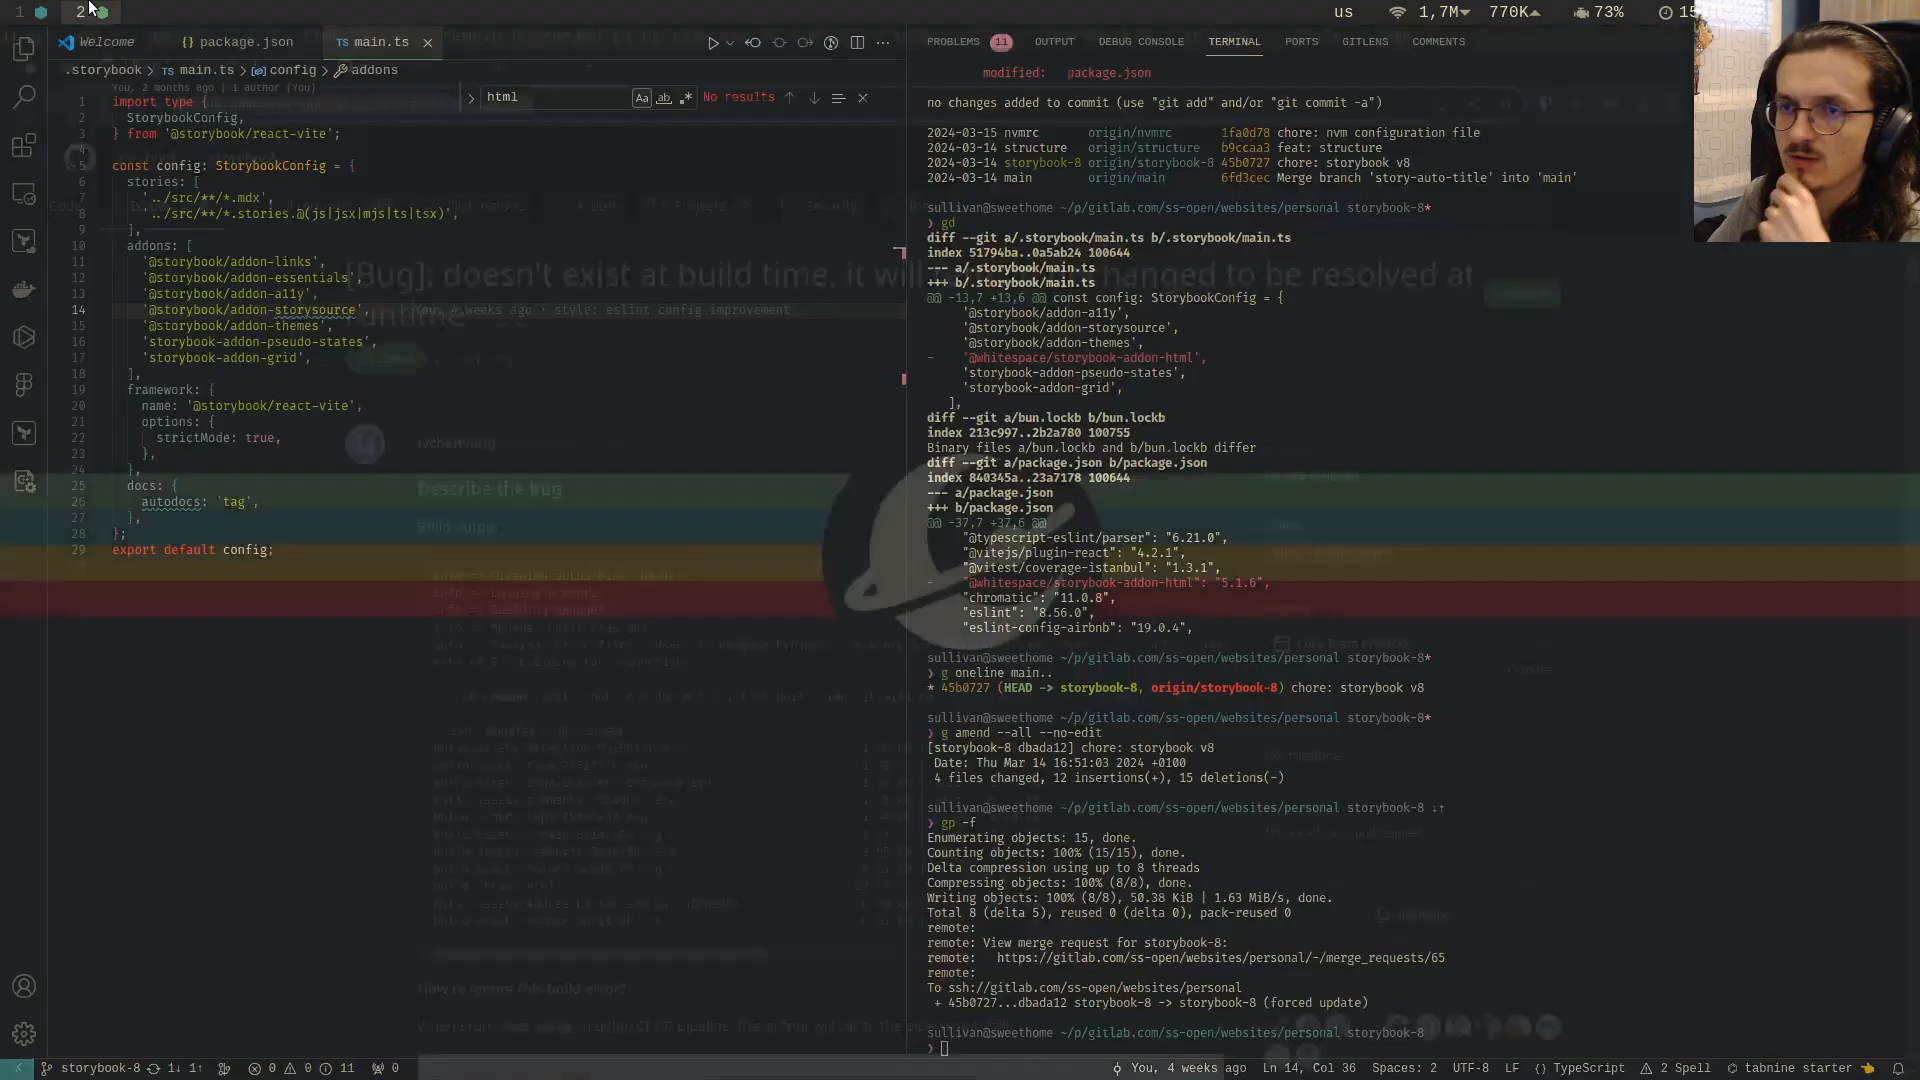 1
2
us
1,7M
770K
73%
15
Welcome
package.json
TS main.ts
.storybook > TS main.ts > config > addons
You, 2 months ago | 1 author (You)
html
Aa
ab
No results
1 import type {
2 StorybookConfig,
3 } from '@storybook/react-vite';
4
5 const config: StorybookConfig = {
6 stories: [
7 '../src/**/*.mdx',
8 '../src/**/*.stories.@(js|jsx|mjs|ts|tsx)',
9 ],
10 addons: [
11 '@storybook/addon-links',
12 '@storybook/addon-essentials',
13 '@storybook/addon-a11y',
14 '@storybook/addon-storysource', You, 4 weeks ago • style: eslint config improvement
15 '@storybook/addon-themes',
16 'storybook-addon-pseudo-states',
17 'storybook-addon-grid',
18 ],
19 framework: {
20 name: '@storybook/react-vite',
21 options: {
22 strictMode: true,
23 },
24 },
25 docs: {
26 autodocs: 'tag',
27 },
28 };
29 export default config;
[Bug]: doesn't exist at build time, it will hanged to be resolved at
runtime
Describe the bug
How to ignore this build error?
PROBLEMS 11 OUTPUT DEBUG CONSOLE TERMINAL PORTS GITLENS COMMENTS
modified: package.json
no changes added to commit (use "git add" and/or "git commit -a")
2024-03-15 nvmrc origin/nvmrc 1fa0d78 chore: nvm configuration file
2024-03-14 structure origin/structure b9ccaa3 feat: structure
2024-03-14 storybook-8 origin/storybook-8 45b0727 chore: storybook v8
2024-03-14 main origin/main 6fd3cec Merge branch 'story-auto-title' into 'main'
sullivan@sweethome ~/p/gitlab.com/ss-open/websites/personal storybook-8*
❯ gd
diff --git a/.storybook/main.ts b/.storybook/main.ts
index 51794ba..0a5ab24 100644
--- a/.storybook/main.ts
+++ b/.storybook/main.ts
@@ -13,7 +13,6 @@ const config: StorybookConfig = {
'@storybook/addon-a11y',
'@storybook/addon-storysource',
'@storybook/addon-themes',
- '@whitespace/storybook-addon-html',
'storybook-addon-pseudo-states',
'storybook-addon-grid',
],
diff --git a/bun.lockb b/bun.lockb
index 213c997..2b2a780 100755
Binary files a/bun.lockb and b/bun.lockb differ
diff --git a/package.json b/package.json
index 840345a..23a7178 100644
--- a/package.json
+++ b/package.json
@@ -37,7 +37,6 @@
"@typescript-eslint/parser": "6.21.0",
"@vitejs/plugin-react": "4.2.1",
"@vitest/coverage-istanbul": "1.3.1",
- "@whitespace/storybook-addon-html": "5.1.6",
"chromatic": "11.0.8",
"eslint": "8.56.0",
"eslint-config-airbnb": "19.0.4",
sullivan@sweethome ~/p/gitlab.com/ss-open/websites/personal storybook-8*
❯ g oneline main..
* 45b0727 (HEAD -> storybook-8, origin/storybook-8) chore: storybook v8
sullivan@sweethome ~/p/gitlab.com/ss-open/websites/personal storybook-8*
❯ g amend --all --no-edit
[storybook-8 dbada12] chore: storybook v8
Date: Thu Mar 14 16:51:03 2024 +0100
4 files changed, 12 insertions(+), 15 deletions(-)
sullivan@sweethome ~/p/gitlab.com/ss-open/websites/personal storybook-8 ↓↑
❯ gp -f
Enumerating objects: 15, done.
Counting objects: 100% (15/15), done.
Delta compression using up to 8 threads
Compressing objects: 100% (8/8), done.
Writing objects: 100% (8/8), 50.38 KiB | 1.63 MiB/s, done.
Total 8 (delta 5), reused 0 (delta 0), pack-reused 0
remote:
remote: View merge request for storybook-8:
remote: https://gitlab.com/ss-open/websites/personal/-/merge_requests/65
remote:
To ssh://gitlab.com/ss-open/websites/personal
+ 45b0727...dbada12 storybook-8 -> storybook-8 (forced update)
sullivan@sweethome ~/p/gitlab.com/ss-open/websites/personal storybook-8
❯
storybook-8 1↓ 1↑ 0 0 11 0
You, 4 weeks ago Ln 14, Col 36 Spaces: 2 UTF-8 LF {} TypeScript 2 Spell tabnine starter